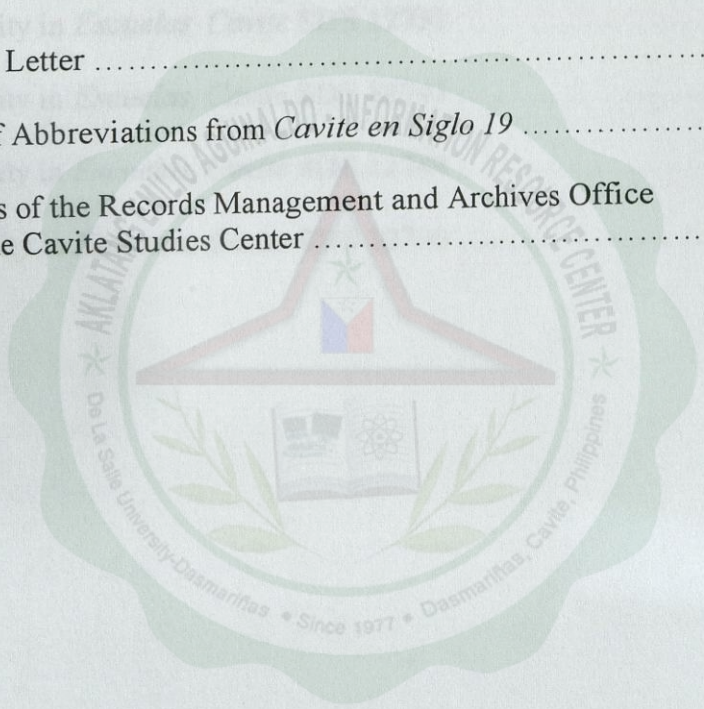 Letter ........................................................
Abbreviations from Cavite en Siglo 19 ....................
s of the Records Management and Archives Office
e Cavite Studies Center ........................................
AKLATANG EMILIO AGUINALDO - INFORMATION RESOURCE CENTER
De La Salle University-Dasmariñas • Since 1977 • Dasmariñas, Cavite, Philippines